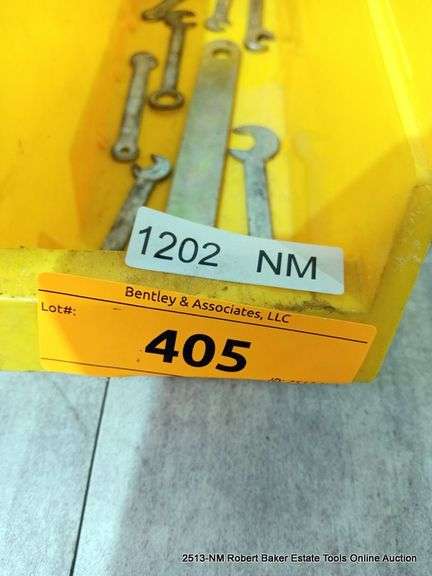 1202 NM
Bentley & Associates, LLC
Lot#:
405
2513-NM Robert Baker Estate Tools Online Auction